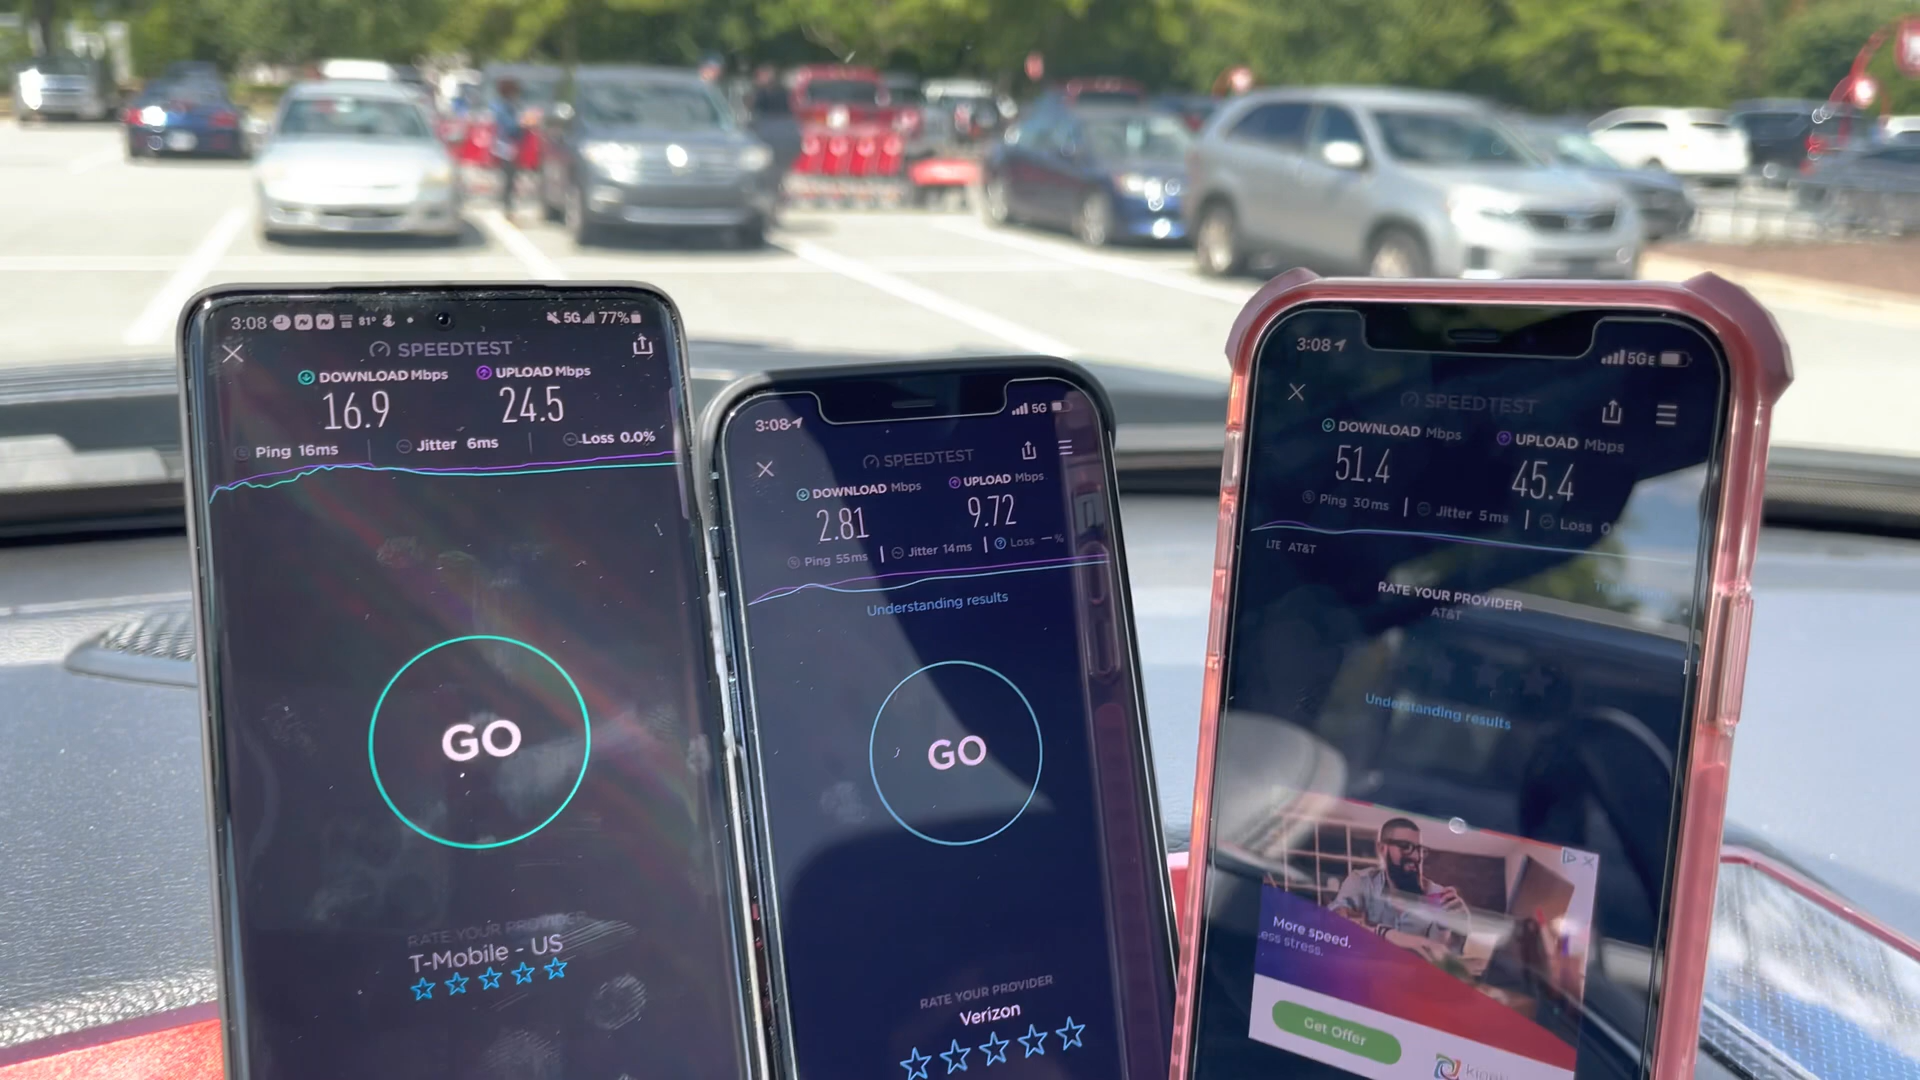 3:08 81° 5G 77%
SPEEDTEST
DOWNLOAD Mbps UPLOAD Mbps
16.9 24.5
Ping 16ms Jitter 6ms Loss 0.0%
GO
RATE YOUR PROVIDER
T-Mobile - US
3:08 5G
SPEEDTEST
DOWNLOAD Mbps UPLOAD Mbps
2.81 9.72
Ping 55ms Jitter 14ms Loss — %
Understanding results
GO
RATE YOUR PROVIDER
Verizon
3:08 5GE
SPEEDTEST
DOWNLOAD Mbps UPLOAD Mbps
51.4 45.4
Ping 30ms Jitter 5ms Loss
LTE AT&T
RATE YOUR PROVIDER
AT&T
Understanding results
More speed.
Less stress.
Get Offer